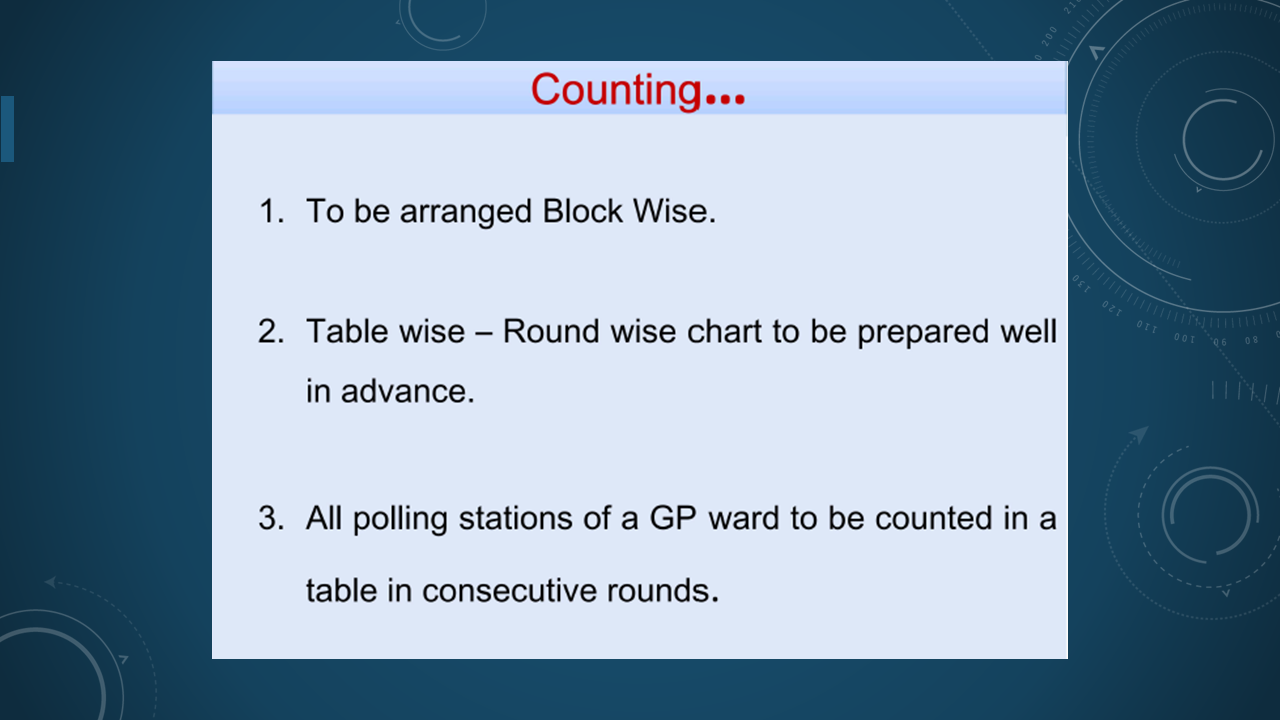 Counting...
1. To be arranged Block Wise.
2. Table wise – Round wise chart to be prepared well
in advance.
3. All polling stations of a GP ward to be counted in a
table in consecutive rounds.